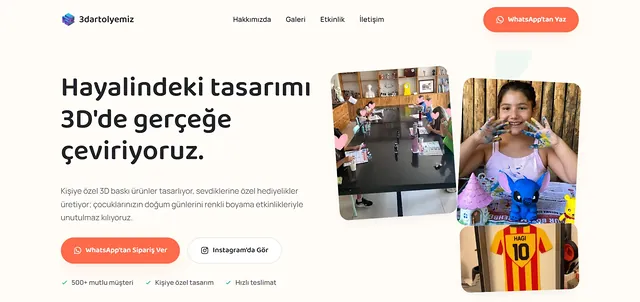 3dartolyemiz
Hakkımızda
Galeri
Etkinlik
İletişim
WhatsApp'tan Yaz
Hayalindeki tasarımı
3D'de gerçeğe
çeviriyoruz.
Kişiye özel 3D baskı ürünler tasarlıyor, sevdiklerine özel hediyelikler
üretiyor; çocuklarınızın doğum günlerini renkli boyama etkinlikleriyle
unutulmaz kılıyoruz.
WhatsApp'tan Sipariş Ver
Instagram'da Gör
500+ mutlu müşteri
Kişiye özel tasarım
Hızlı teslimat
HAGI
10